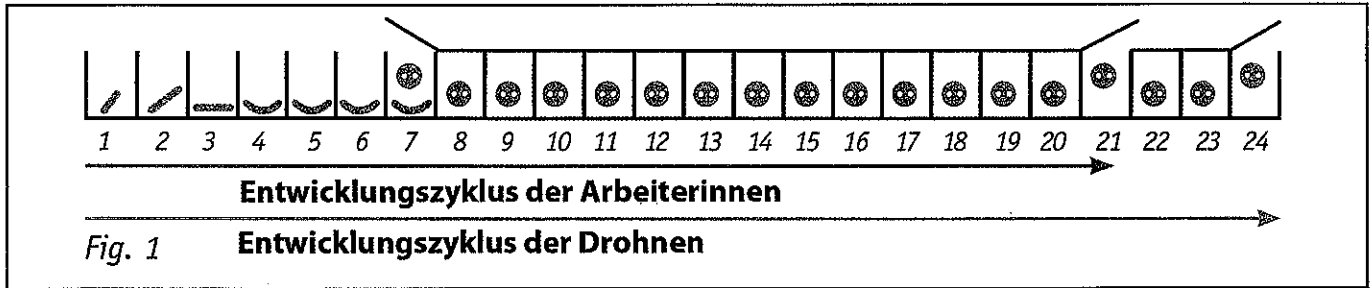 1 2 3 4 5 6 7 8 9 10 11 12 13 14 15 16 17 18 19 20 21 22 23 24
Entwicklungszyklus der Arbeiterinnen
Fig. 1 Entwicklungszyklus der Drohnen